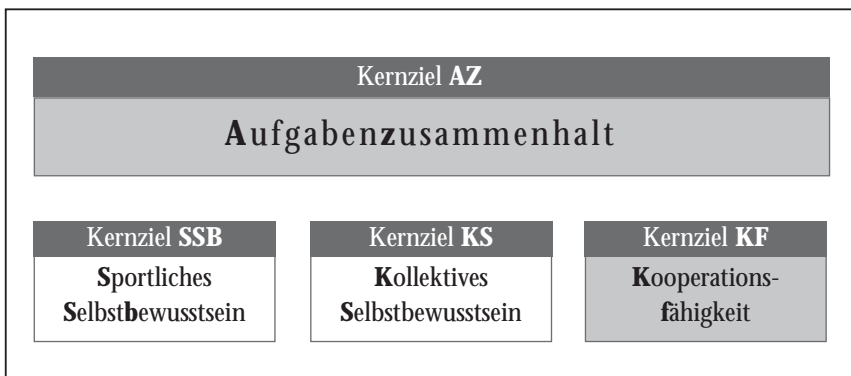 Kernziel AZ
Aufgabenzusammenhalt
Kernziel SSB
Sportliches
Selbstbewusstsein
Kernziel KS
Kollektives
Selbstbewusstsein
Kernziel KF
Kooperations-
fähigkeit